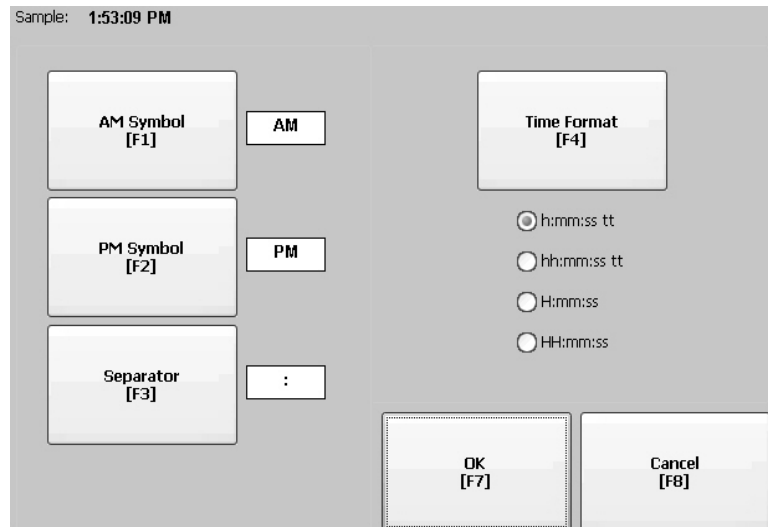 Sample: 1:53:09 PM
AM Symbol
[F1]
AM
PM Symbol
[F2]
PM
Separator
[F3]
:
Time Format
[F4]
h:mm:ss tt
hh:mm:ss tt
H:mm:ss
HH:mm:ss
OK
[F7]
Cancel
[F8]